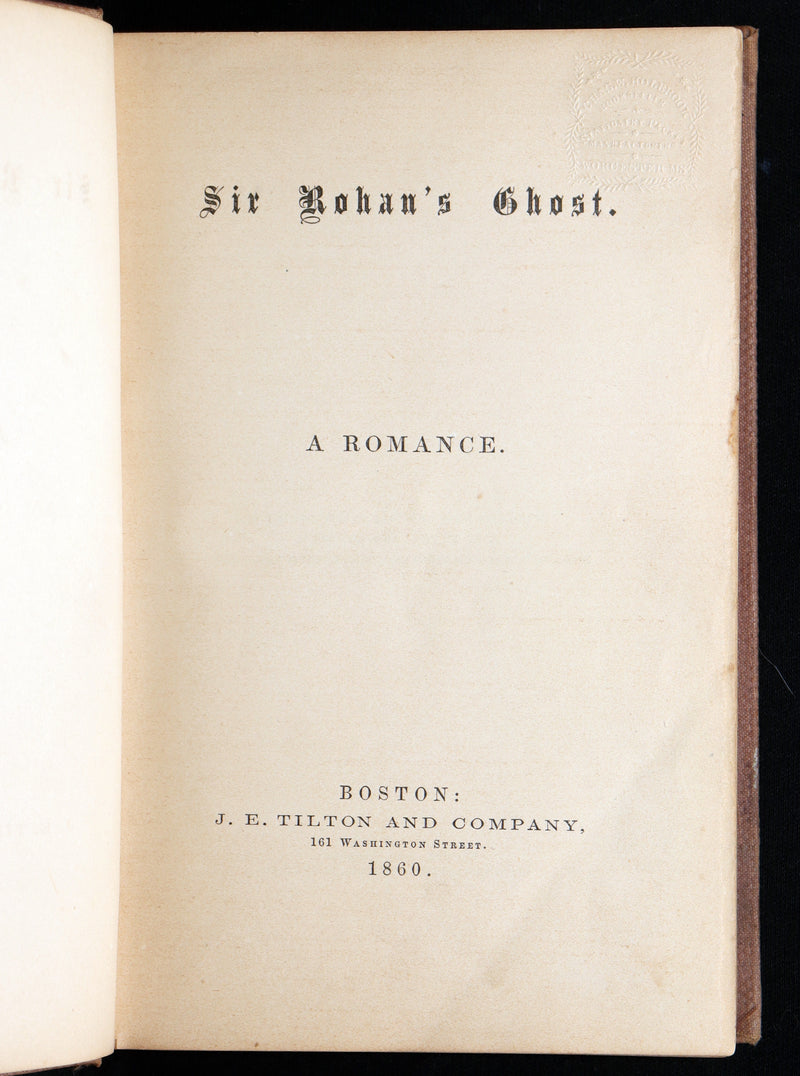 Sir Rohan's Ghost.
A ROMANCE.
BOSTON:
J. E. TILTON AND COMPANY,
161 WASHINGTON STREET.
1860.